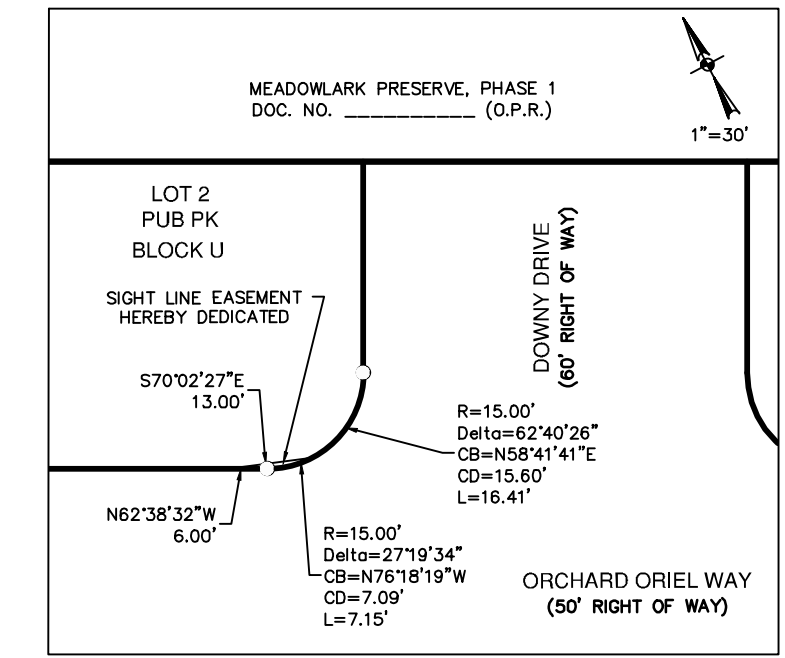 MEADOWLARK PRESERVE, PHASE 1
DOC. NO. ___________ (O.P.R.)
1"=30'
LOT 2
PUB PK
BLOCK U
SIGHT LINE EASEMENT
HEREBY DEDICATED
DOWNY DRIVE
(60' RIGHT OF WAY)
S70°02'27"E
13.00'
R=15.00'
Delta=62°40'26"
CB=N58°41'41"E
CD=15.60'
L=16.41'
N62°38'32"W
6.00'
R=15.00'
Delta=27°19'34"
CB=N76°18'19"W
CD=7.09'
L=7.15'
ORCHARD ORIEL WAY
(50' RIGHT OF WAY)